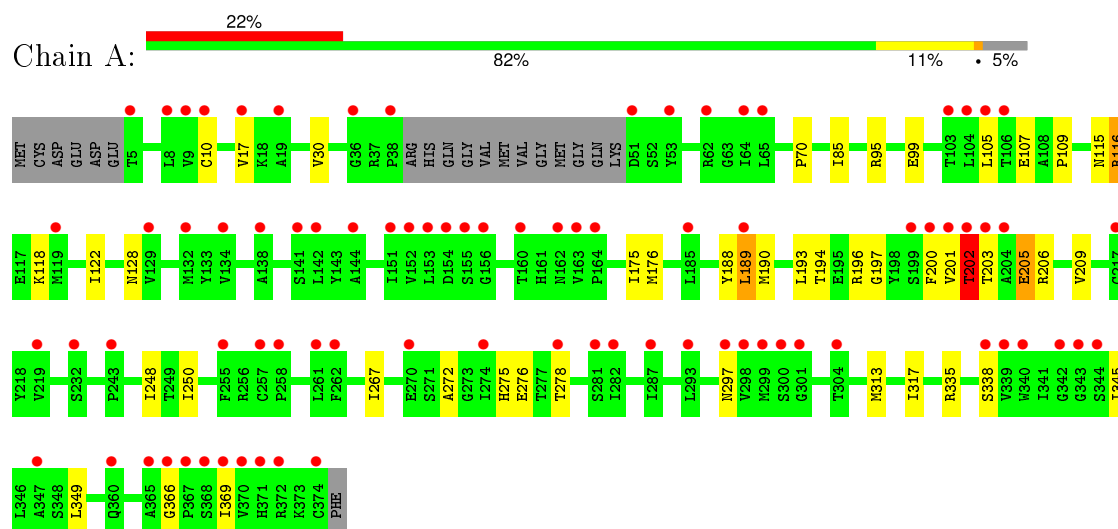 22%
Chain A:
82% 11% • 5%
MET CYS ASP GLU ASP GLU T5 L8 V9 C10 V17 K18 A19 V30 G36 R37 P38 ARG HIS GLN GLY VAL MET VAL GLY MET GLY GLN LYS D51 S52 Y53 R62 G63 Y64 L65 P70 I85 R95 E99 T103 L104 L105 T106 E107 A108 P109 N115
E117 K118 M119 I122 N128 V129 M132 Y133 V134 A138 S141 L142 Y143 A144 I151 V152 L153 D154 S155 G156 T160 H161 N162 V163 P164 I175 M176 L185 Y188 L189 M190 L193 T194 E195 R196 G197 Y198 S199 F200 V201 T202 T203 A204 E205 R206 V209
Y218 V219 S232 P243 I248 T249 I250 F255 R256 C257 P258 L261 F262 I267 E270 S271 A272 G273 I274 H275 E276 T277 T278 S281 I282 I287 L293 N297 V298 M299 S300 G301 T304 M313 I317 R335 S338 V339 W340 I341 G342 G343 S344
L346 A347 S348 L349 Q360 A365 G366 P367 S368 I369 V370 H371 R372 K373 C374 PHE